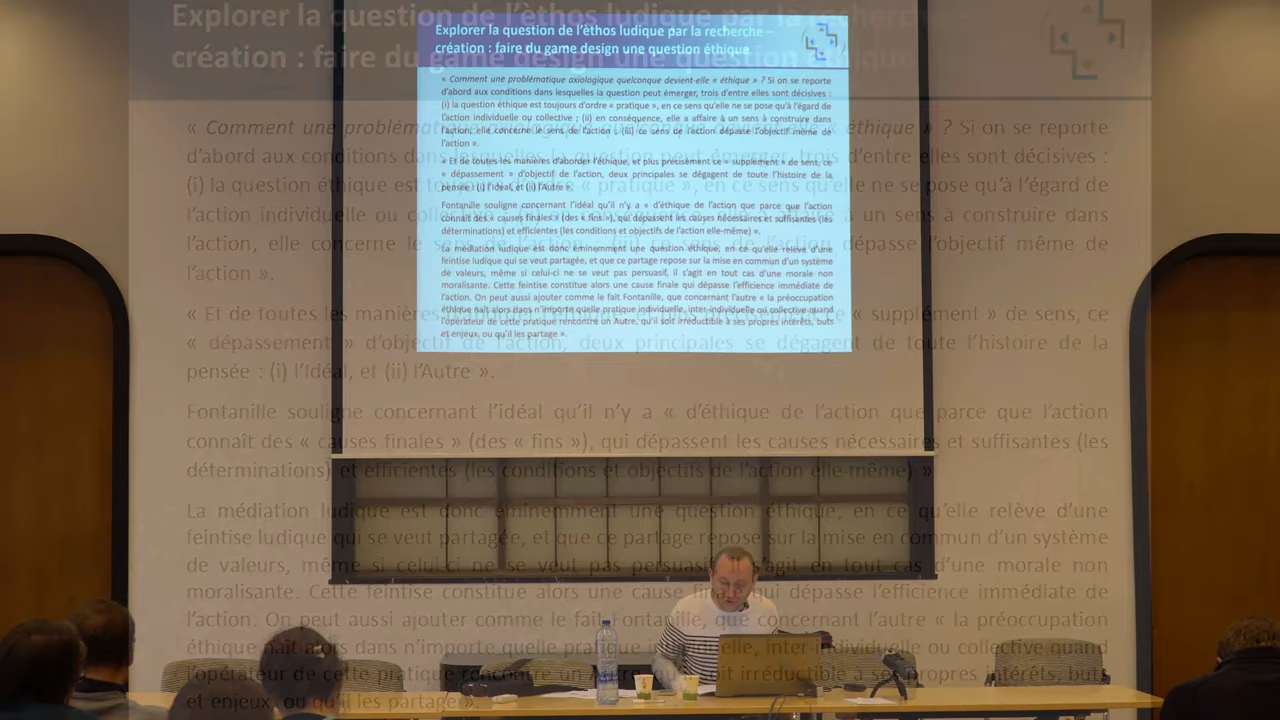 Explorer la question de l'èthos ludique par la recherche –
création : faire du game design une question éthique
« Comment une problématique axiologique quelconque devient-elle « éthique » ? Si on se reporte
d'abord aux conditions dans lesquelles la question peut émerger, trois d'entre elles sont décisives :
(i) la question éthique est toujours d'ordre « pratique », en ce sens qu'elle ne se pose qu'à l'égard de
l'action individuelle ou collective ; (ii) en conséquence, elle a affaire à un sens à construire dans
l'action, elle concerne le sens de l'action ; (iii) ce sens de l'action dépasse l'objectif même de
l'action ».
« Et de toutes les manières d'aborder l'éthique, et plus précisément ce « supplément » de sens, ce
« dépassement » d'objectif de l'action, deux principales se dégagent de toute l'histoire de la
pensée : (i) l'Idéal, et (ii) l'Autre ».
Fontanille souligne concernant l'idéal qu'il n'y a « d'éthique de l'action que parce que l'action
connaît des « causes finales » (des « fins »), qui dépassent les causes nécessaires et suffisantes (les
déterminations) et efficientes (les conditions et objectifs de l'action elle-même) ».
La médiation ludique est donc éminemment une question éthique, en ce qu'elle relève d'une
feintise ludique qui se veut partagée, et que ce partage repose sur la mise en commun d'un système
de valeurs, même si celui-ci ne se veut pas persuasif, il s'agit en tout cas d'une morale non
moralisante. Cette feintise constitue alors une cause finale qui dépasse l'efficience immédiate de
l'action. On peut aussi ajouter comme le fait Fontanille, que concernant l'autre « la préoccupation
éthique naît alors dans n'importe quelle pratique individuelle, inter-individuelle ou collective quand
l'opérateur de cette pratique rencontre un Autre, qu'il soit irréductible à ses propres intérêts, buts
et enjeux, ou qu'il les partage ».